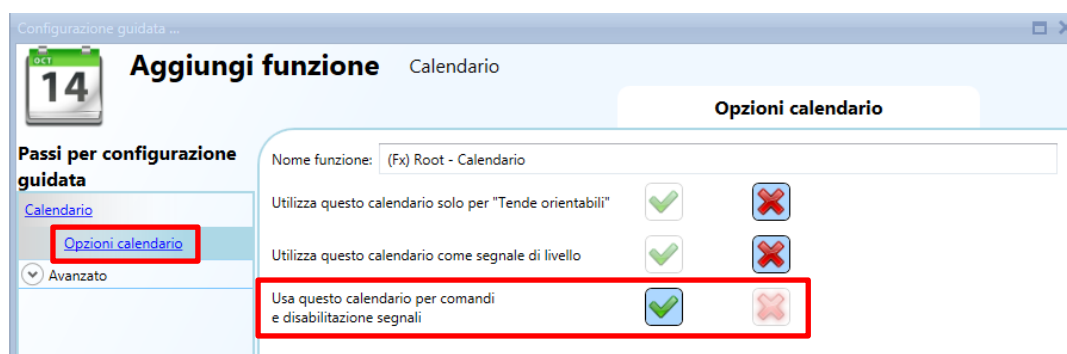 Configurazione guidata ...
OCT
14
Aggiungi funzione Calendario
Opzioni calendario
Passi per configurazione
guidata
Calendario
Opzioni calendario
Avanzato
Nome funzione: (Fx) Root - Calendario
Utilizza questo calendario solo per "Tende orientabili"
Utilizza questo calendario come segnale di livello
Usa questo calendario per comandi
e disabilitazione segnali